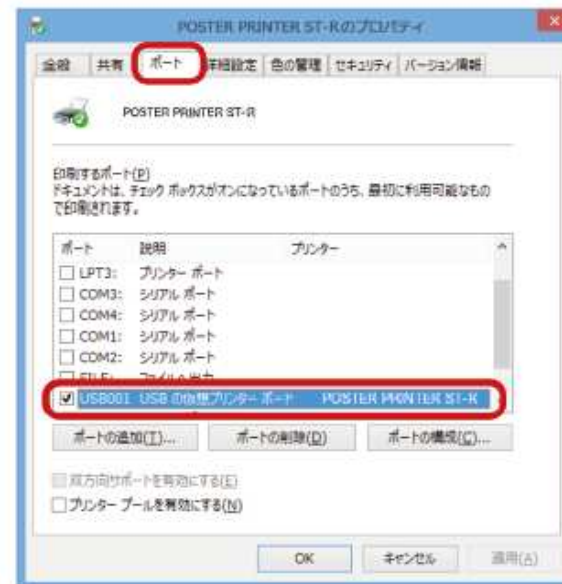 POSTER PRINTER ST-Rのプロパティ
全般 共有 ポート 詳細設定 色の管理 セキュリティ バージョン情報
POSTER PRINTER ST-R
印刷するポート(P)
ドキュメントは、チェック ボックスがオンになっているポートのうち、最初に利用可能なもの
で印刷されます。
ポート 説明 プリンター
LPT3: プリンター ポート
COM3: シリアル ポート
COM4: シリアル ポート
COM1: シリアル ポート
COM2: シリアル ポート
FILE: ファイルへ出力
USB001 USB の仮想プリンター ポート POSTER PRINTER ST-R
ポートの追加(T)... ポートの削除(D) ポートの構成(C)...
双方向サポートを有効にする(E)
プリンター プールを有効にする(N)
OK キャンセル 適用(A)